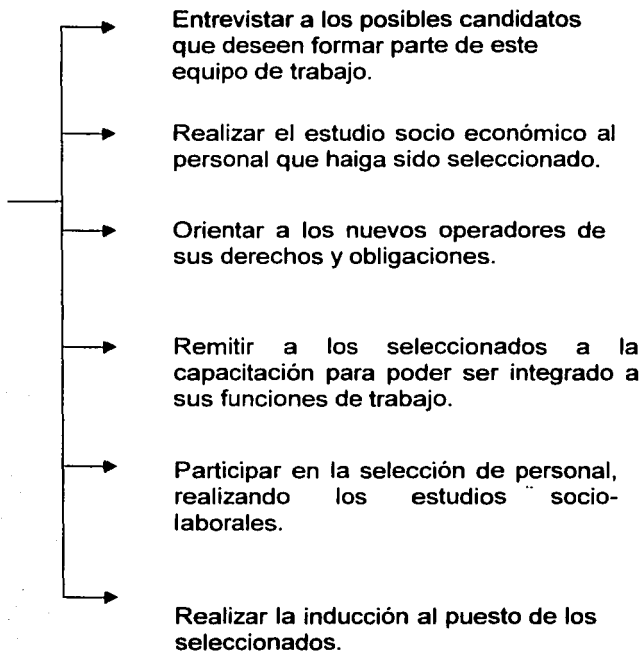 Entrevistar a los posibles candidatos
que deseen formar parte de este
equipo de trabajo.
Realizar el estudio socio económico al
personal que haiga sido seleccionado.
Orientar a los nuevos operadores de
sus derechos y obligaciones.
Remitir a los seleccionados a la
capacitación para poder ser integrado a
sus funciones de trabajo.
Participar en la selección de personal,
realizando los estudios socio-
laborales.
Realizar la inducción al puesto de los
seleccionados.